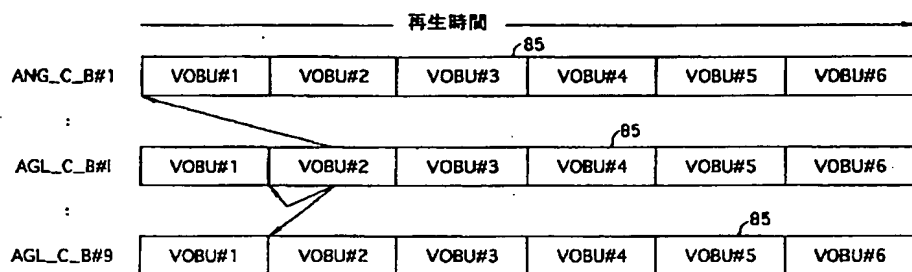 再生時間
85
ANG_C_B#1 VOBU#1 VOBU#2 VOBU#3 VOBU#4 VOBU#5 VOBU#6
:
85
AGL_C_B#i VOBU#1 VOBU#2 VOBU#3 VOBU#4 VOBU#5 VOBU#6
:
85
AGL_C_B#9 VOBU#1 VOBU#2 VOBU#3 VOBU#4 VOBU#5 VOBU#6